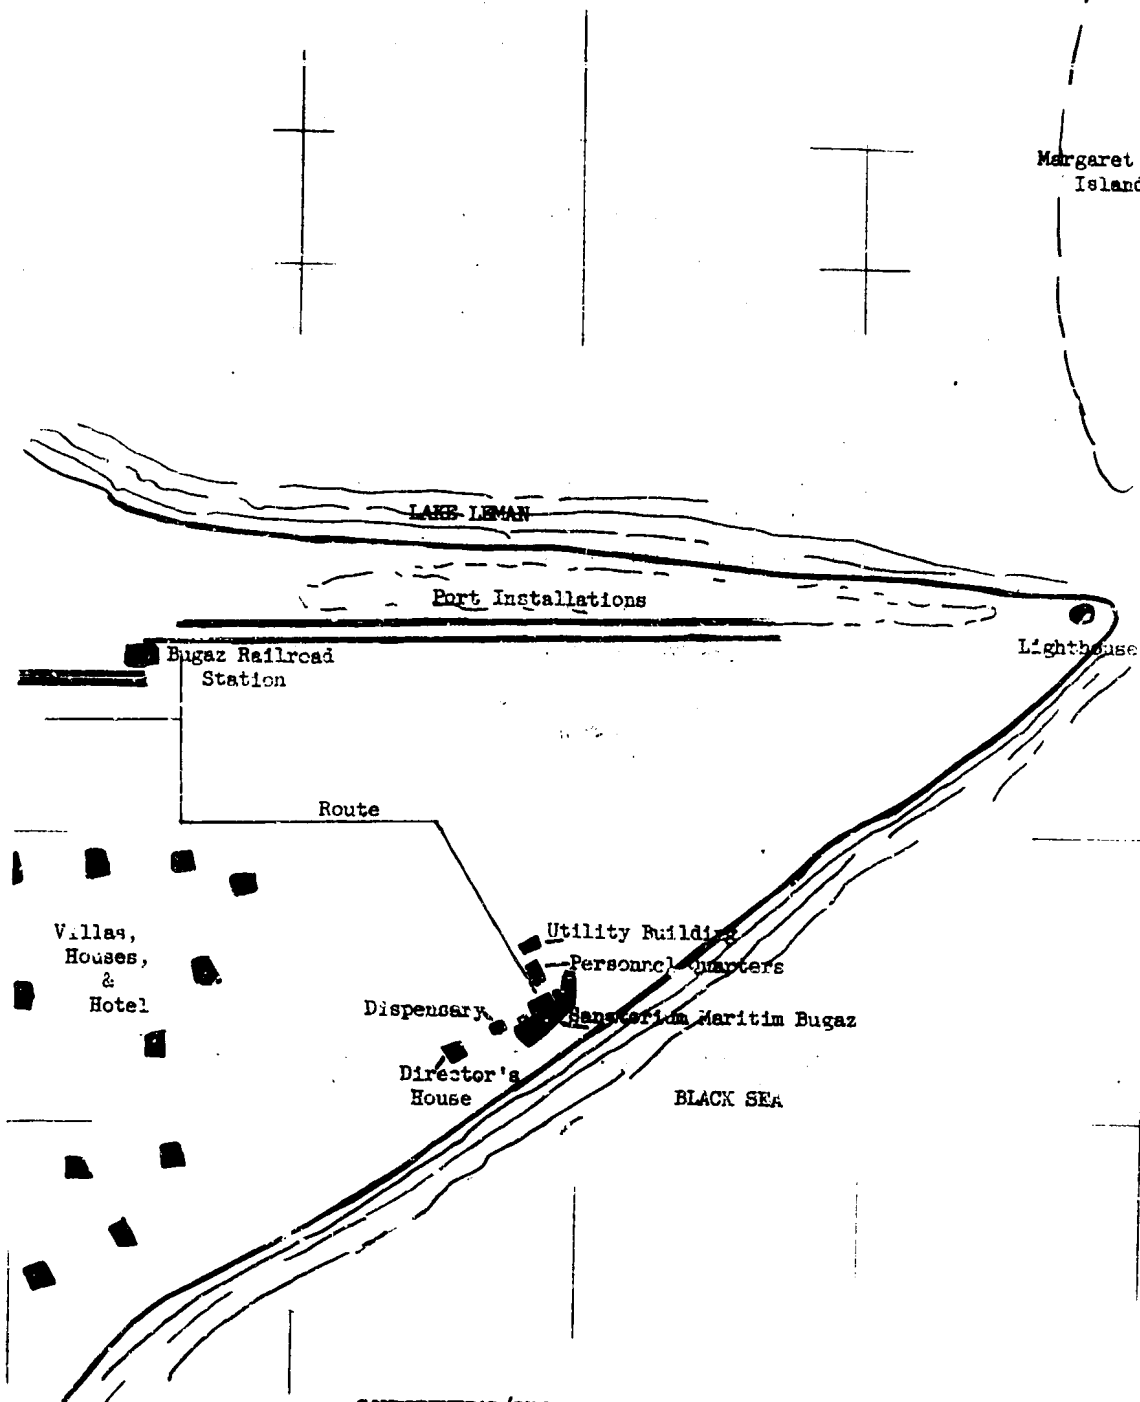 Margaret
Island
LAKE LEMAN
Port Installations
Lighthouse
Bugaz Railroad
Station
Route
Villas,
Houses,
&
Hotel
Utility Building
Personnel Quarters
Dispensary
Sanatorium Maritim Bugaz
Director's
House
BLACK SEA